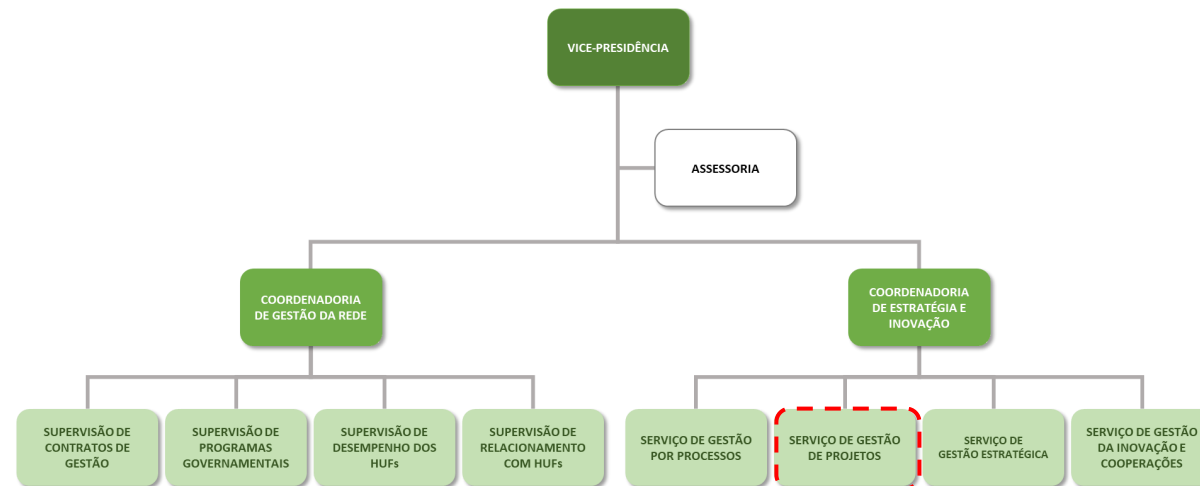 VICE-PRESIDÊNCIA
ASSESSORIA
COORDENADORIA
DE GESTÃO DA REDE
COORDENADORIA
DE ESTRATÉGIA E
INOVAÇÃO
SUPERVISÃO DE
CONTRATOS DE
GESTÃO
SUPERVISÃO DE
PROGRAMAS
GOVERNAMENTAIS
SUPERVISÃO DE
DESEMPENHO DOS
HUFs
SUPERVISÃO DE
RELACIONAMENTO
COM HUFs
SERVIÇO DE GESTÃO
POR PROCESSOS
SERVIÇO DE GESTÃO
DE PROJETOS
SERVIÇO DE
GESTÃO ESTRATÉGICA
SERVIÇO DE GESTÃO
DA INOVAÇÃO E
COOPERAÇÕES